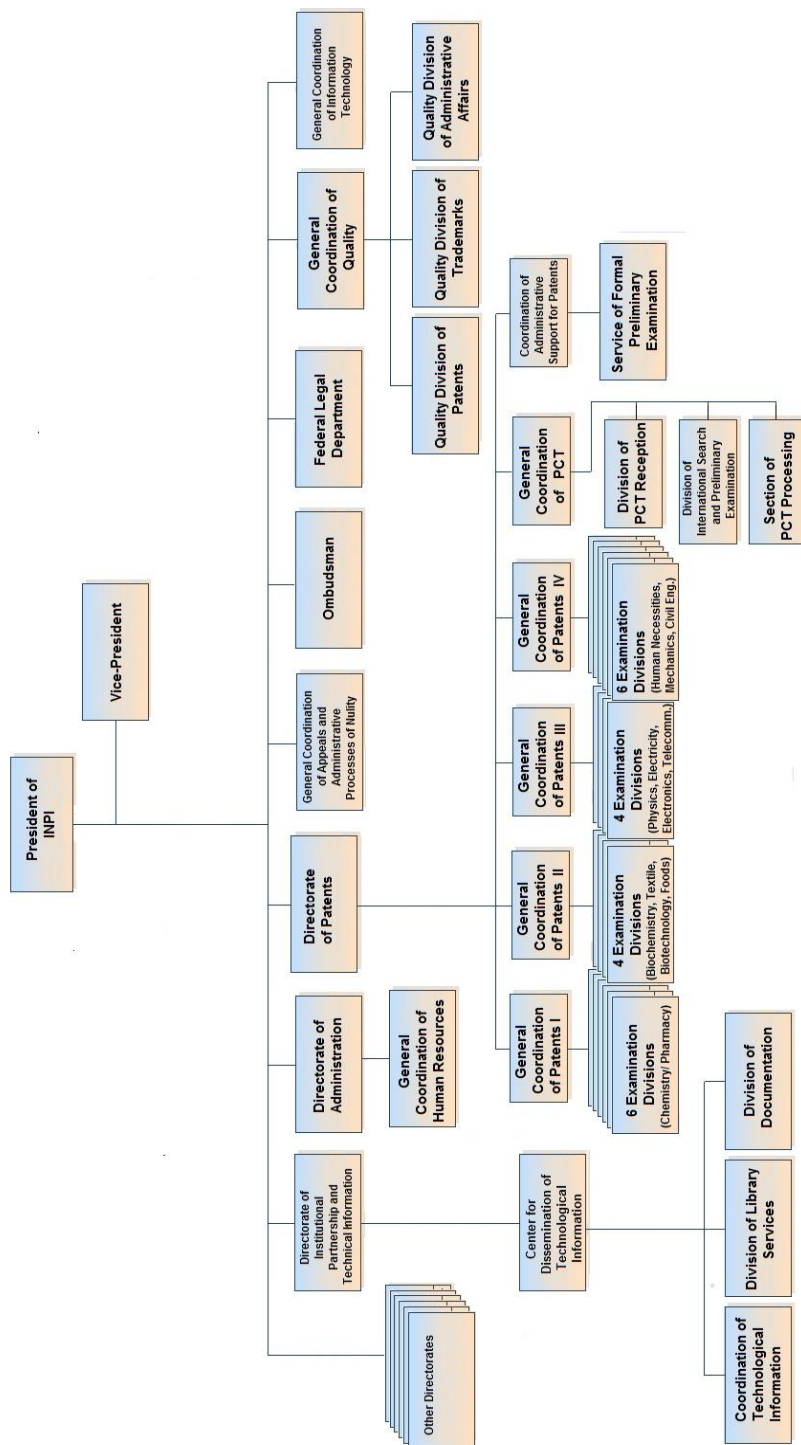 President of
INPI
Vice-President
Directorate of
Institutional
Partnership and
Technical Information
Directorate of
Administration
Directorate
of Patents
General Coordination
of Appeals and
Administrative
Processes of Nulity
Ombudsman
Federal Legal
Department
General
Coordination of
Quality
General Coordination
of Information
Technology
Other Directorates
General
Coordination of
Human Resources
Quality Division of
Patents
Quality Division of
Trademarks
Quality Division
of Administrative
Affairs
Center for
Dissemination of
Technological
Information
General
Coordination
of Patents I
General
Coordination
of Patents II
General
Coordination
of Patents III
General
Coordination
of Patents IV
General
Coordination
of PCT
Coordination of
Administrative
Support for Patents
6 Examination
Divisions
(Chemistry/ Pharmacy)
4 Examination
Divisions
(Biochemistry, Textile,
Biotechnology, Foods)
4 Examination
Divisions
(Physics, Electricity,
Electronics, Telecomm.)
6 Examination
Divisions
(Human Necessities,
Mechanics, Civil Eng.)
Division of
PCT Reception
Division of
International Search
and Preliminary
Examination
Section of
PCT Processing
Service of Formal
Preliminary
Examination
Coordination of
Technological
Information
Division of Library
Services
Division of
Documentation